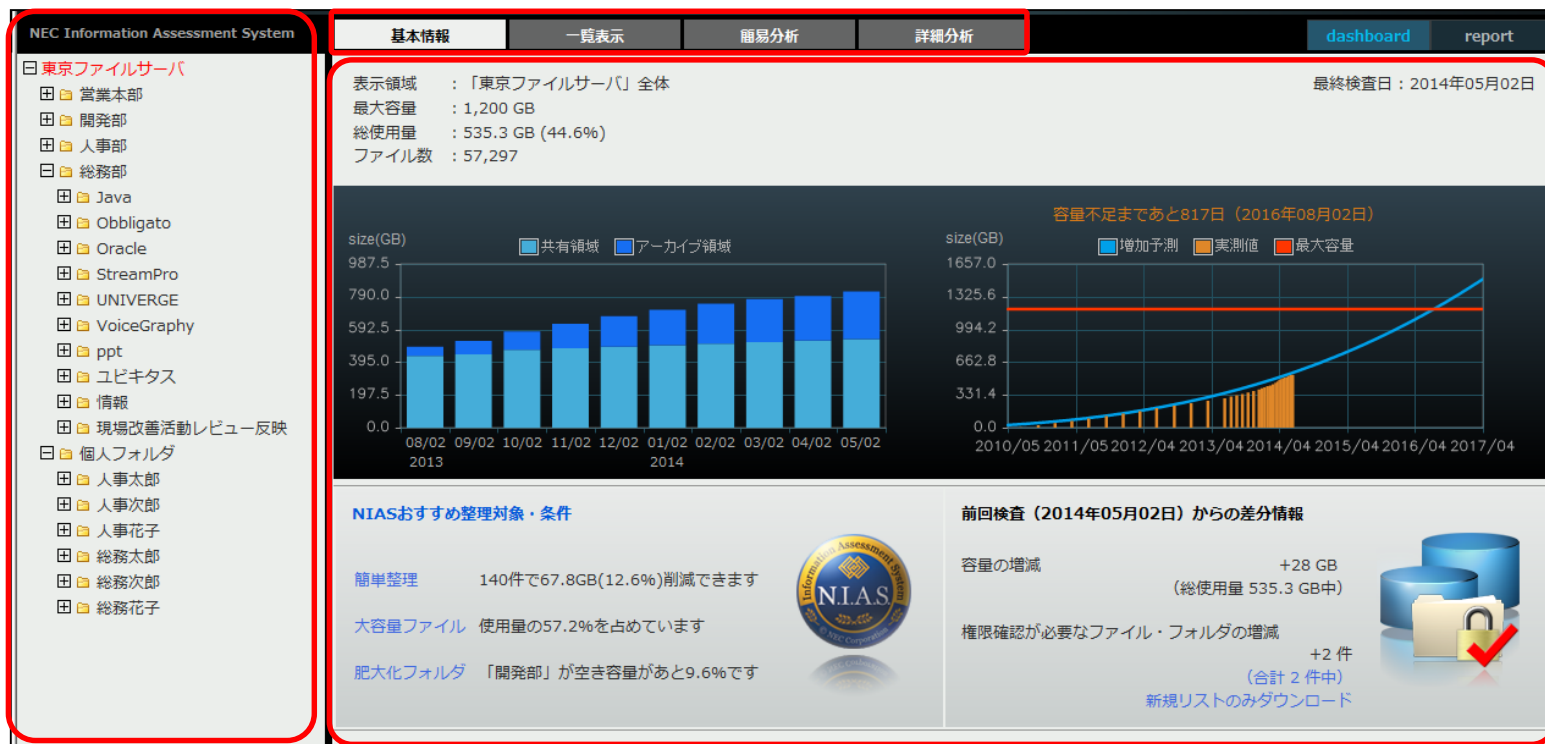 NEC Information Assessment System
基本情報
一覧表示
簡易分析
詳細分析
dashboard
report
東京ファイルサーバ
営業本部
開発部
人事部
総務部
Java
Obbligato
Oracle
StreamPro
UNIVERGE
VoiceGraphy
ppt
ユビキタス
情報
現場改善活動レビュー反映
個人フォルダ
人事太郎
人事次郎
人事花子
総務太郎
総務次郎
総務花子
表示領域 : 「東京ファイルサーバ」全体
最終検査日:2014年05月02日
最大容量 : 1,200 GB
総使用量 : 535.3 GB (44.6%)
ファイル数 : 57,297
size(GB)
共有領域 アーカイブ領域
987.5
790.0
592.5
395.0
197.5
0.0
08/02 09/02 10/02 11/02 12/02 01/02 02/02 03/02 04/02 05/02
2013 2014
容量不足まであと817日(2016年08月02日)
size(GB)
増加予測 実測値 最大容量
1657.0
1325.6
994.2
662.8
331.4
0.0
2010/05 2011/05 2012/04 2013/04 2014/04 2015/04 2016/04 2017/04
NIASおすすめ整理対象・条件
簡単整理 140件で67.8GB(12.6%)削減できます
大容量ファイル 使用量の57.2%を占めています
肥大化フォルダ 「開発部」が空き容量があと9.6%です
Information Assessment System
N.I.A.S.
© NEC Corporation
前回検査(2014年05月02日)からの差分情報
容量の増減 +28 GB
(総使用量 535.3 GB中)
権限確認が必要なファイル・フォルダの増減
+2 件
(合計 2 件中)
新規リストのみダウンロード